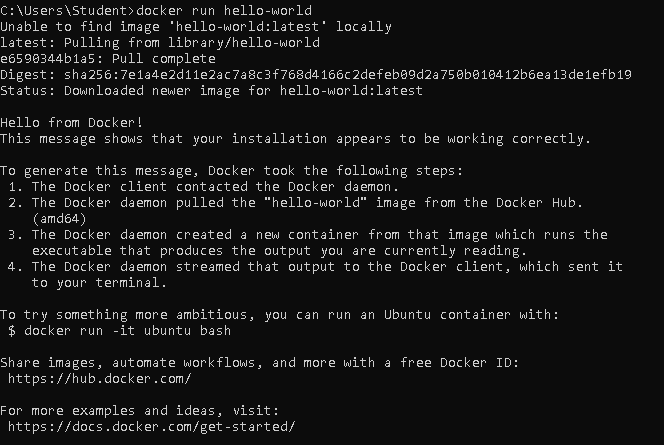 C:\Users\Student>docker run hello-world
Unable to find image 'hello-world:latest' locally
latest: Pulling from library/hello-world
e6590344b1a5: Pull complete
Digest: sha256:7e1a4e2d11e2ac7a8c3f768d4166c2defeb09d2a750b010412b6ea13de1efb19
Status: Downloaded newer image for hello-world:latest

Hello from Docker!
This message shows that your installation appears to be working correctly.

To generate this message, Docker took the following steps:
 1. The Docker client contacted the Docker daemon.
 2. The Docker daemon pulled the "hello-world" image from the Docker Hub.
    (amd64)
 3. The Docker daemon created a new container from that image which runs the
    executable that produces the output you are currently reading.
 4. The Docker daemon streamed that output to the Docker client, which sent it
    to your terminal.

To try something more ambitious, you can run an Ubuntu container with:
 $ docker run -it ubuntu bash

Share images, automate workflows, and more with a free Docker ID:
 https://hub.docker.com/

For more examples and ideas, visit:
 https://docs.docker.com/get-started/